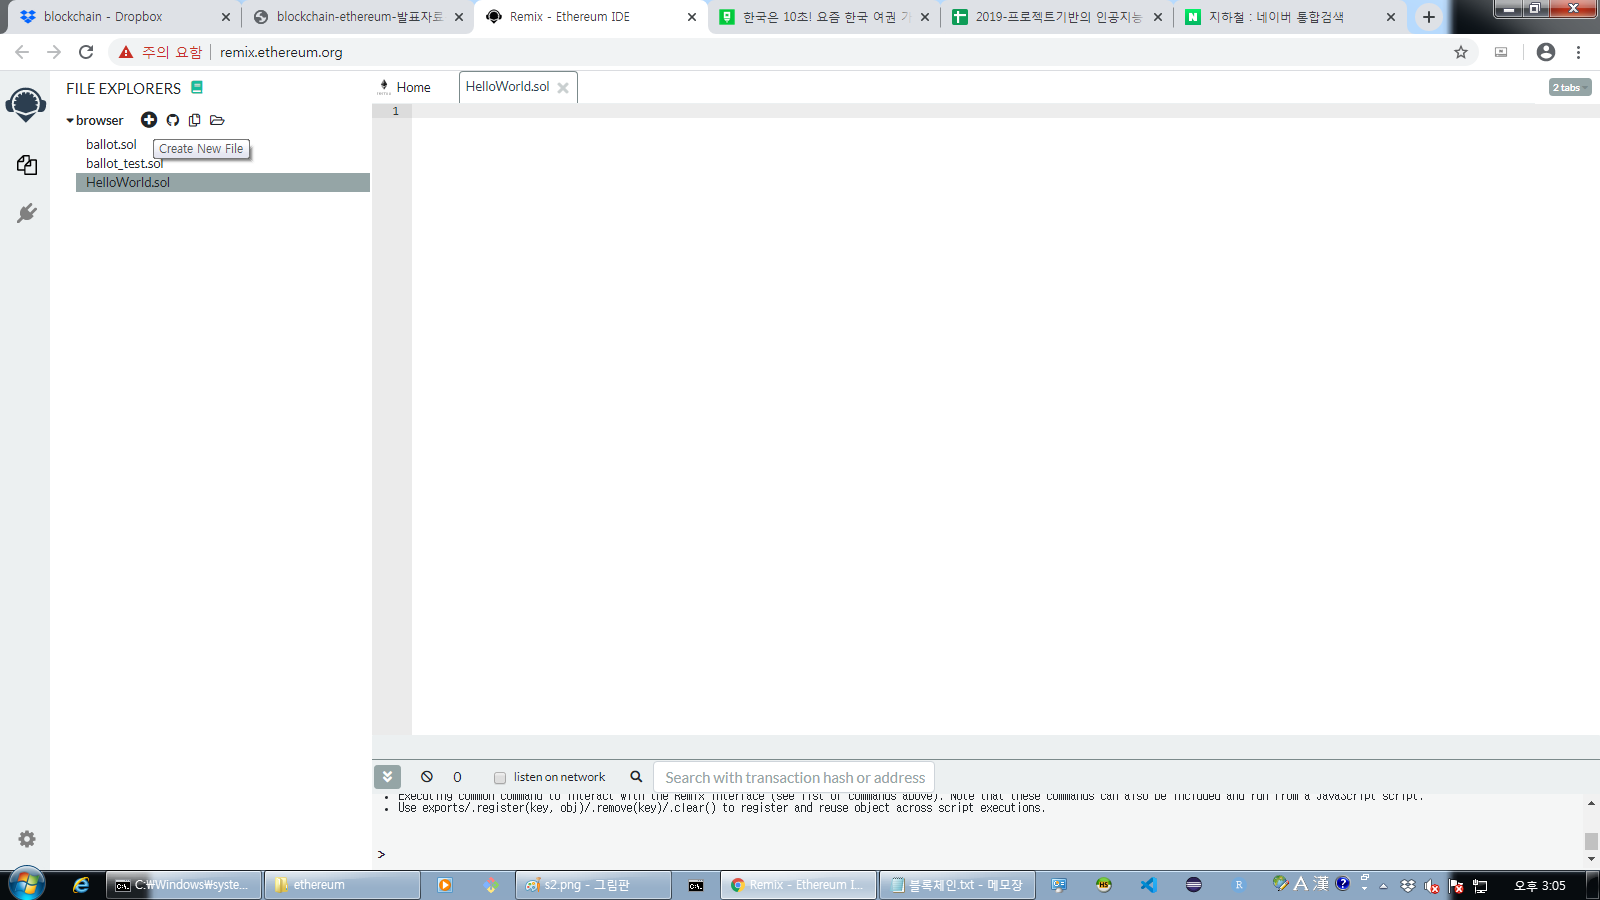 blockchain - Dropbox
blockchain-ethereum-발표자료
Remix - Ethereum IDE
한국은 10초! 요즘 한국 여권
2019-프로젝트기반의 인공지능
지하철 : 네이버 통합검색
주의 요함
remix.ethereum.org
FILE EXPLORERS
Home
HelloWorld.sol
2 tabs
browser
1
ballot.sol
Create New File
ballot_test.sol
HelloWorld.sol
0
listen on network
Search with transaction hash or address
Executing common command to interact with the Remix interface (see list of commands above). Note that these commands can also be included and run from a JavaScript script.
Use exports/.register(key, obj)/.remove(key)/.clear() to register and reuse object across script executions.
>
C:₩Windows₩syste...
ethereum
s2.png - 그림판
Remix - Ethereum I...
블록체인.txt - 메모장
A 漢
오후 3:05